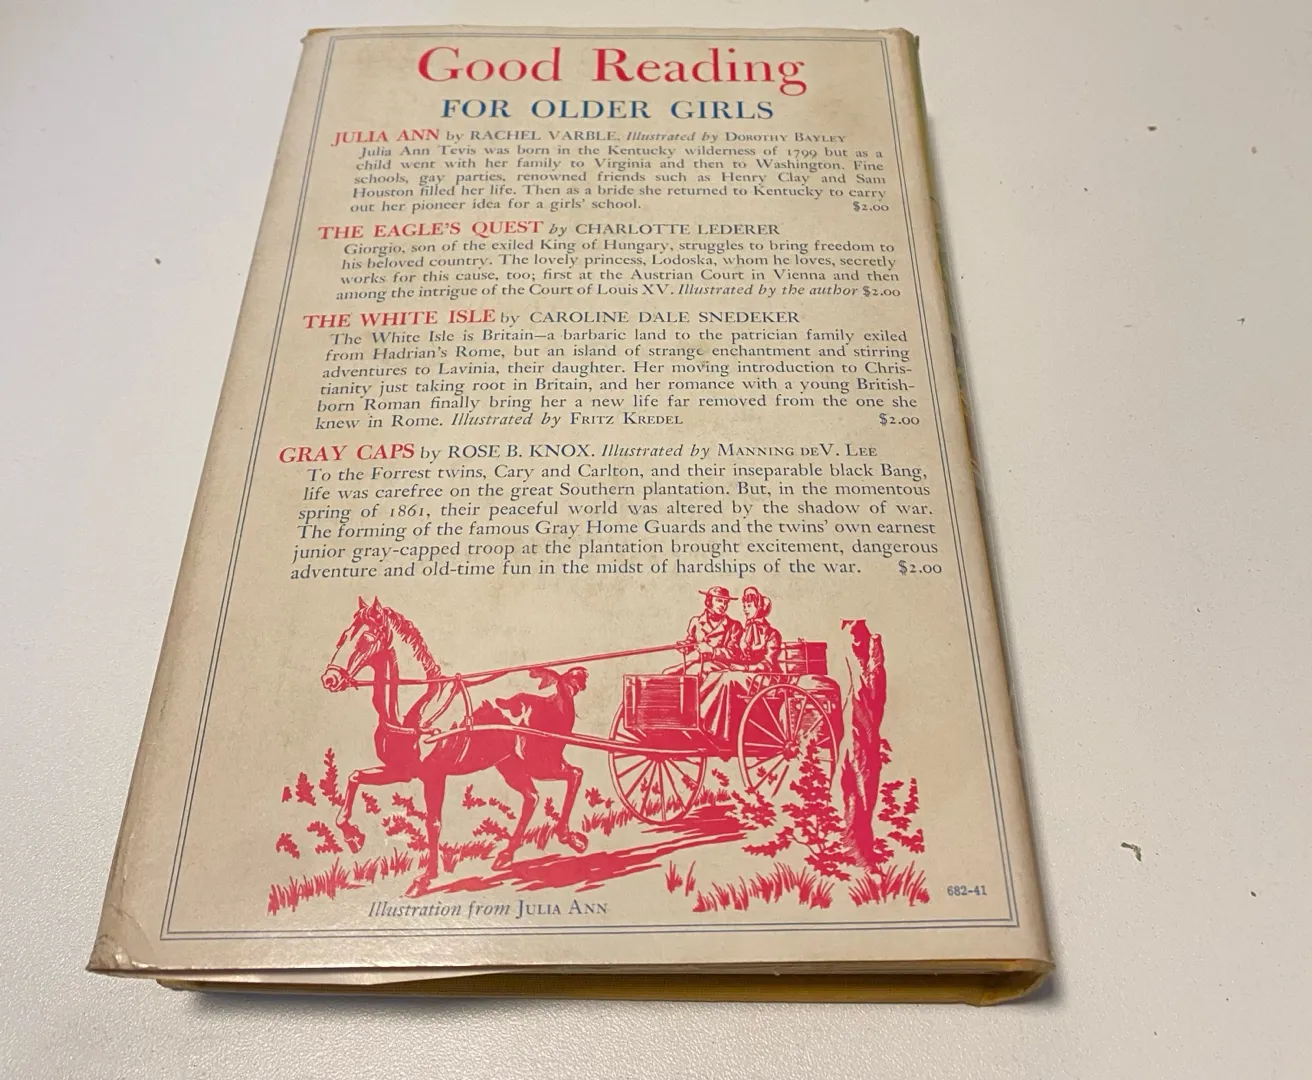 Good Reading
FOR OLDER GIRLS
JULIA ANN by RACHEL VARBLE. Illustrated by DOROTHY BAYLEY
Julia Ann Tevis was born in the Kentucky wilderness of 1799 but as a
child went with her family to Virginia and then to Washington. Fine
schools, gay parties, renowned friends such as Henry Clay and Sam
Houston filled her life. Then as a bride she returned to Kentucky to carry
out her pioneer idea for a girls' school. $2.00
THE EAGLE'S QUEST by CHARLOTTE LEDERER
Giorgio, son of the exiled King of Hungary, struggles to bring freedom to
his beloved country. The lovely princess, Lodoska, whom he loves, secretly
works for this cause, too; first at the Austrian Court in Vienna and then
among the intrigue of the Court of Louis XV. Illustrated by the author $2.00
THE WHITE ISLE by CAROLINE DALE SNEDEKER
The White Isle is Britain—a barbaric land to the patrician family exiled
from Hadrian's Rome, but an island of strange enchantment and stirring
adventures to Lavinia, their daughter. Her moving introduction to Chris-
tianity just taking root in Britain, and her romance with a young British-
born Roman finally bring her a new life far removed from the one she
knew in Rome. Illustrated by FRITZ KREDEL $2.00
GRAY CAPS by ROSE B. KNOX. Illustrated by MANNING DEV. LEE
To the Forrest twins, Cary and Carlton, and their inseparable black Bang,
life was carefree on the great Southern plantation. But, in the momentous
spring of 1861, their peaceful world was altered by the shadow of war.
The forming of the famous Gray Home Guards and the twins' own earnest
junior gray-capped troop at the plantation brought excitement, dangerous
adventure and old-time fun in the midst of hardships of the war. $2.00
682-41
Illustration from JULIA ANN